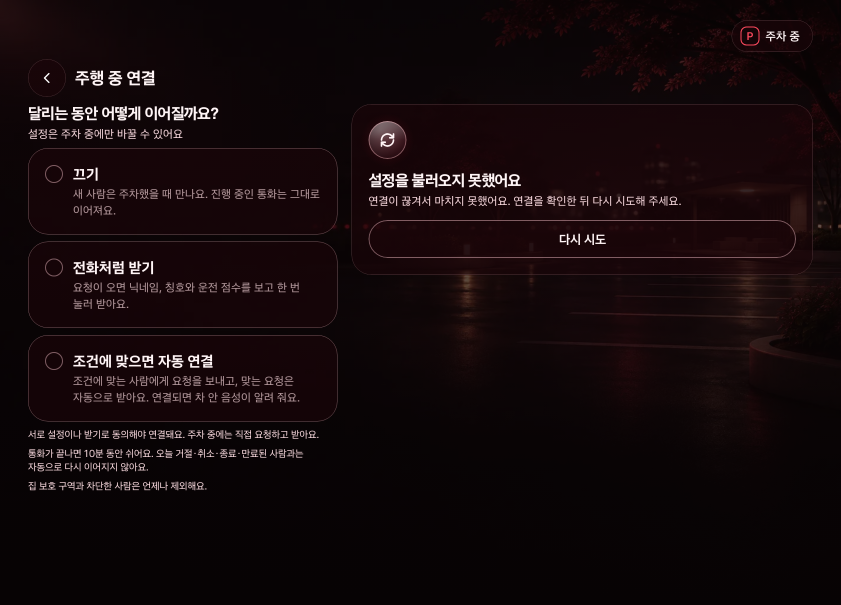 P 주차 중
주행 중 연결
달리는 동안 어떻게 이어질까요?
설정은 주차 중에만 바꿀 수 있어요
끄기
새 사람은 주차했을 때 만나요. 진행 중인 통화는 그대로
이어져요.
전화처럼 받기
요청이 오면 닉네임, 칭호와 운전 점수를 보고 한 번
눌러 받아요.
조건에 맞으면 자동 연결
조건에 맞는 사람에게 요청을 보내고, 맞는 요청은
자동으로 받아요. 연결되면 차 안 음성이 알려 줘요.
서로 설정이나 받기로 동의해야 연결돼요. 주차 중에는 직접 요청하고 받아요.
통화가 끝나면 10분 동안 쉬어요. 오늘 거절·취소·종료·만료된 사람과는
자동으로 다시 이어지지 않아요.
집 보호 구역과 차단한 사람은 언제나 제외해요.
설정을 불러오지 못했어요
연결이 끊겨서 마치지 못했어요. 연결을 확인한 뒤 다시 시도해 주세요.
다시 시도